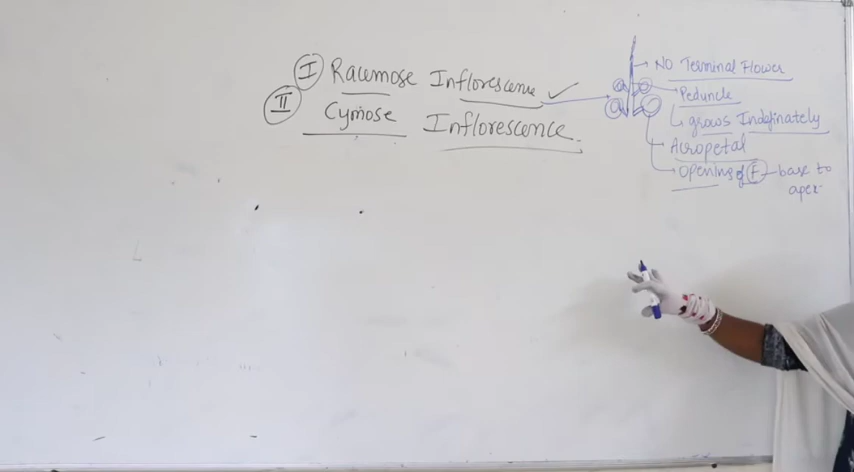 I Racemose Inflorescence
II Cymose Inflorescence.
NO Terminal Flower
Peduncle
grows Indefinately
Acropetal
opening of F – base to
apex.